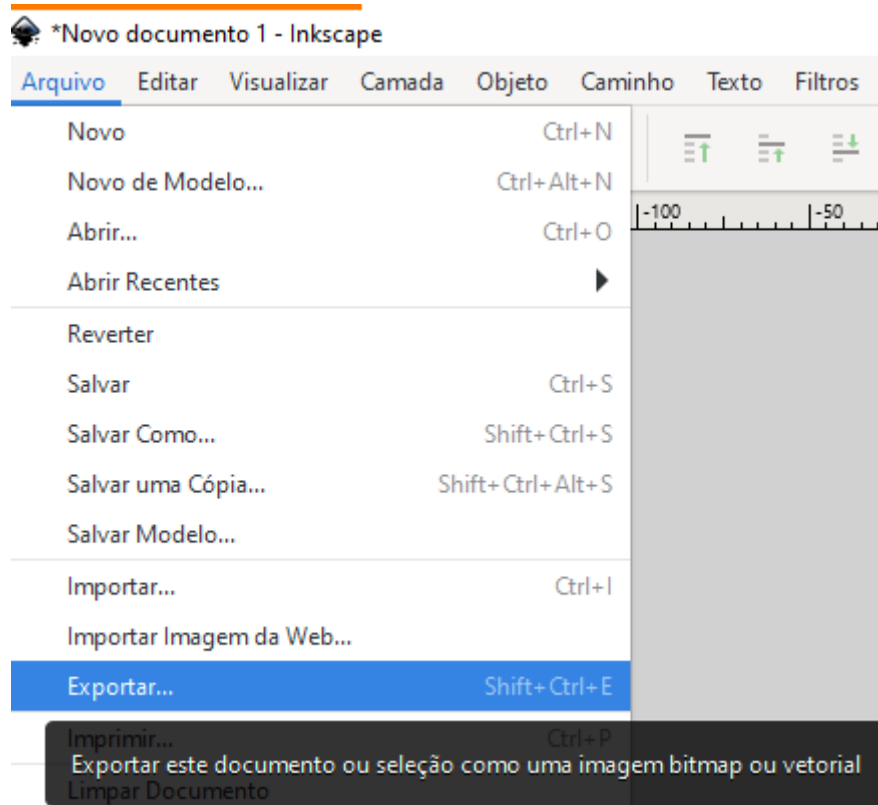 *Novo documento 1 - Inkscape
Arquivo Editar Visualizar Camada Objeto Caminho Texto Filtros
Novo Ctrl+N
Novo de Modelo... Ctrl+Alt+N
-100 -50
Abrir... Ctrl+O
Abrir Recentes
Reverter
Salvar Ctrl+S
Salvar Como... Shift+Ctrl+S
Salvar uma Cópia... Shift+Ctrl+Alt+S
Salvar Modelo...
Importar... Ctrl+I
Importar Imagem da Web...
Exportar... Shift+Ctrl+E
Imprimir... Ctrl+P
Exportar este documento ou seleção como uma imagem bitmap ou vetorial
Limpar Documento